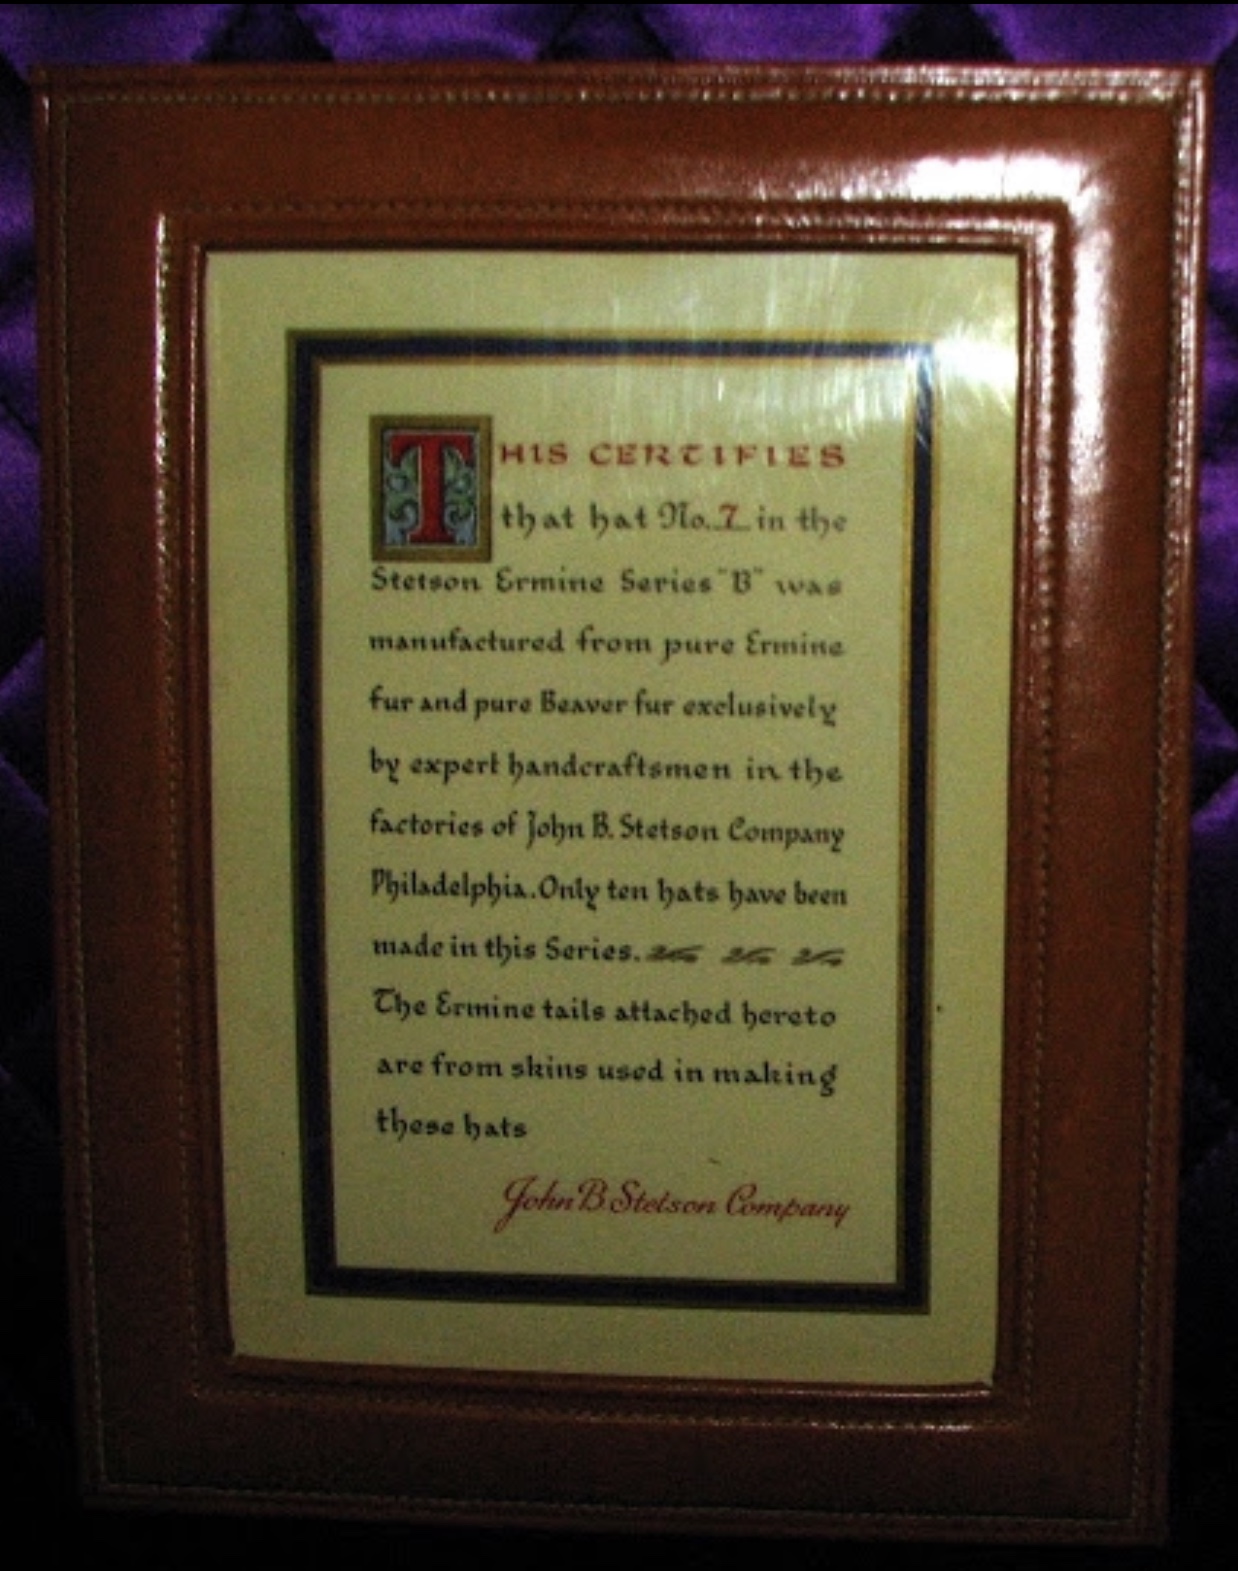 THIS CERTIFIES
that hat No. 7 in the
Stetson Ermine Series "B" was
manufactured from pure Ermine
fur and pure Beaver fur exclusively
by expert handcraftsmen in the
factories of John B. Stetson Company
Philadelphia. Only ten hats have been
made in this Series.
The Ermine tails attached hereto
are from skins used in making
these hats
John B. Stetson Company